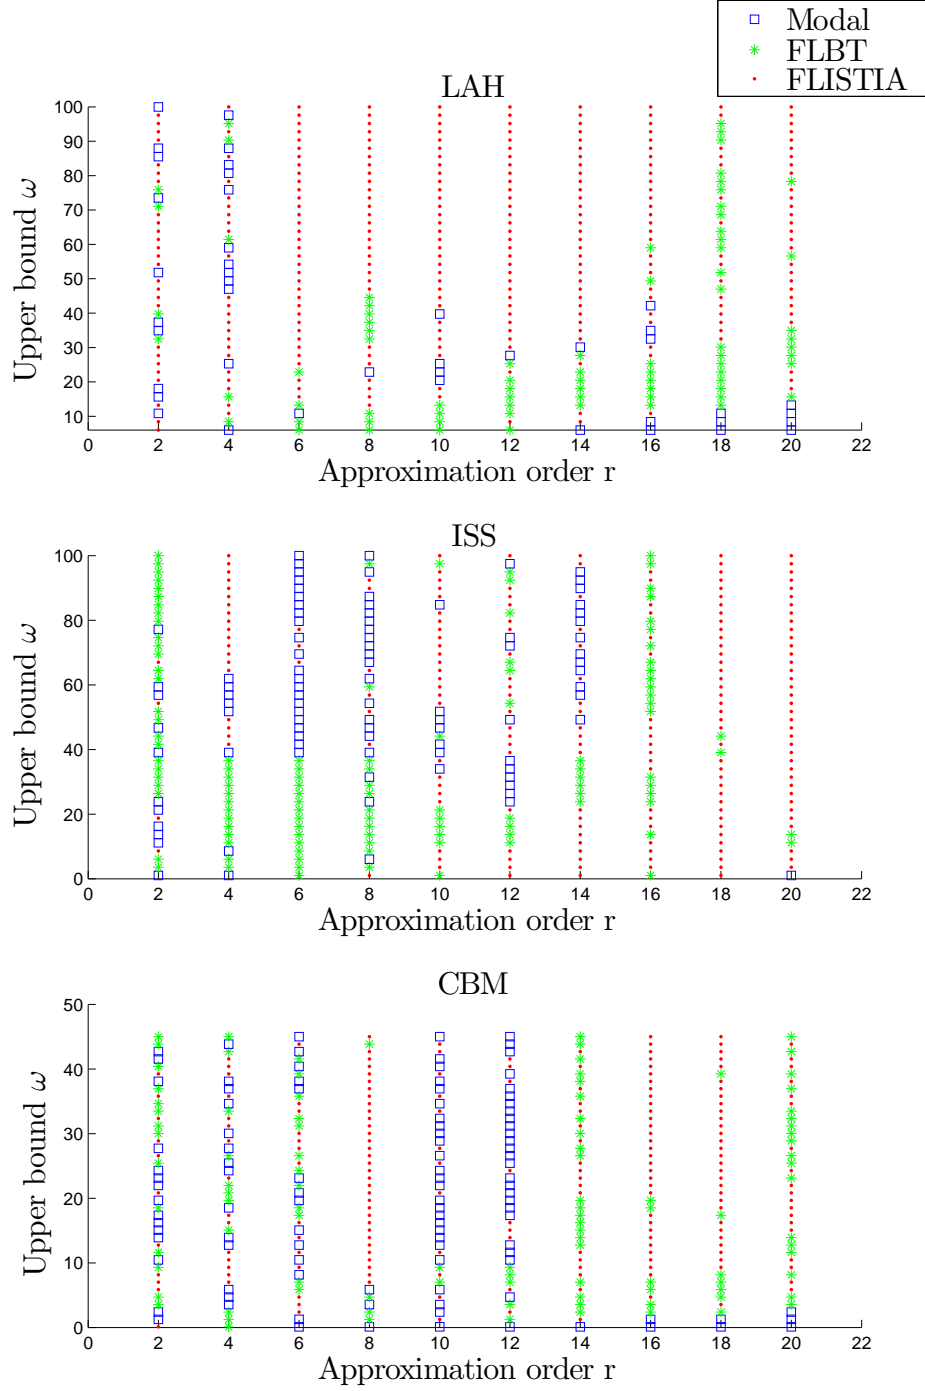 Modal
FLBT
FLISTIA
LAH
Upper bound ω
100
90
80
70
60
50
40
30
20
10
0 2 4 6 8 10 12 14 16 18 20 22
Approximation order r
ISS
Upper bound ω
100
80
60
40
20
0
0 2 4 6 8 10 12 14 16 18 20 22
Approximation order r
CBM
Upper bound ω
50
40
30
20
10
0
0 2 4 6 8 10 12 14 16 18 20 22
Approximation order r